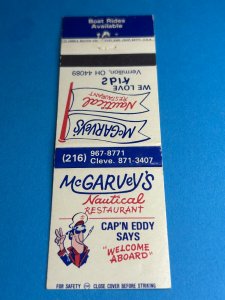 Boat Rides
Available
Vermilion, OH 44089
WE LOVE
KIDS
McGARVEY'S
Nautical
RESTAURANT
(216) 967-8771
Cleve. 871-3407
McGARVEY'S
Nautical
RESTAURANT
CAP'N EDDY
SAYS
"WELCOME
ABOARD"
FOR SAFETY CLOSE COVER BEFORE STRIKING